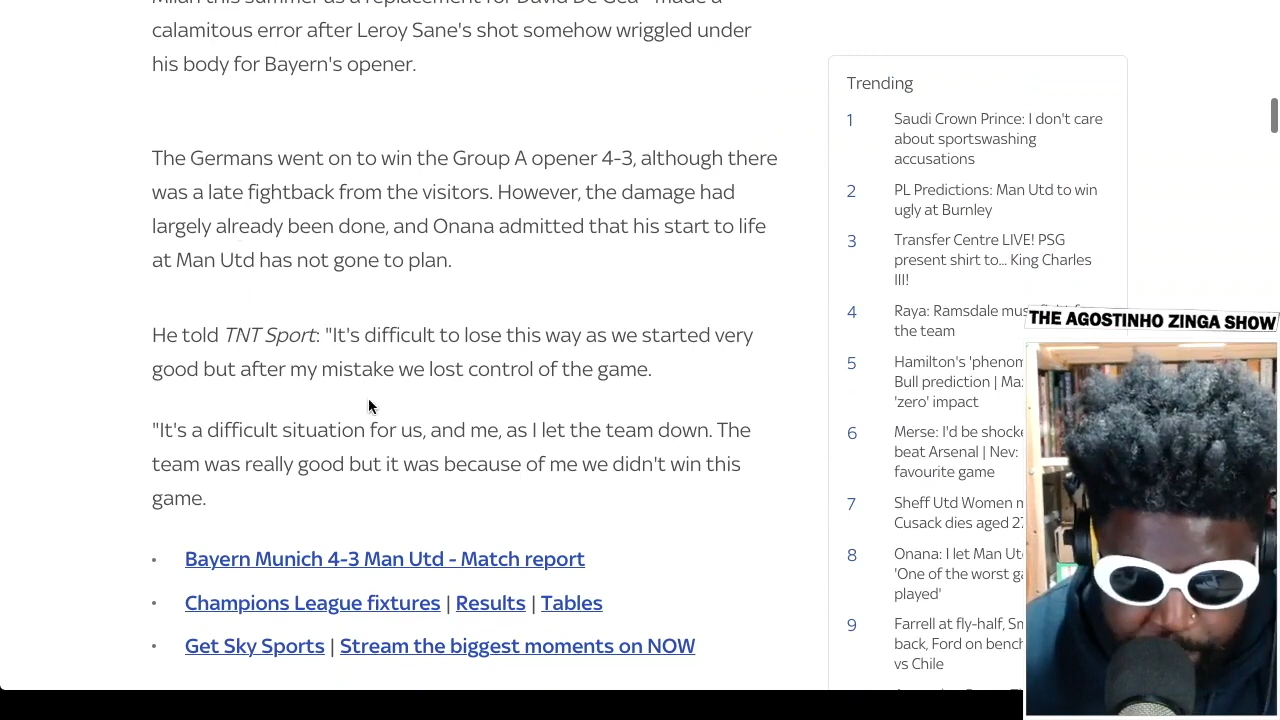 Milan this summer as a replacement for David De Gea - made a
calamitous error after Leroy Sane's shot somehow wriggled under
his body for Bayern's opener.
The Germans went on to win the Group A opener 4-3, although there
was a late fightback from the visitors. However, the damage had
largely already been done, and Onana admitted that his start to life
at Man Utd has not gone to plan.
He told TNT Sport: "It's difficult to lose this way as we started very
good but after my mistake we lost control of the game.
"It's a difficult situation for us, and me, as I let the team down. The
team was really good but it was because of me we didn't win this
game.
Bayern Munich 4-3 Man Utd - Match report
Champions League fixtures | Results | Tables
Get Sky Sports | Stream the biggest moments on NOW
Trending
1 Saudi Crown Prince: I don't care
about sportswashing
accusations
2 PL Predictions: Man Utd to win
ugly at Burnley
3 Transfer Centre LIVE! PSG
present shirt to... King Charles
III!
4 Raya: Ramsdale
the team
5 Hamilton's
Bull prediction |
'zero' impact
6 Merse: I'd be
beat Arsenal | Nev:
favourite game
7 Sheff Utd Women
Cusack dies aged
8 Onana: I let Man
'One of the worst
played'
9 Farrell at fly-half,
back, Ford on
vs Chile
THE AGOSTINHO ZINGA SHOW